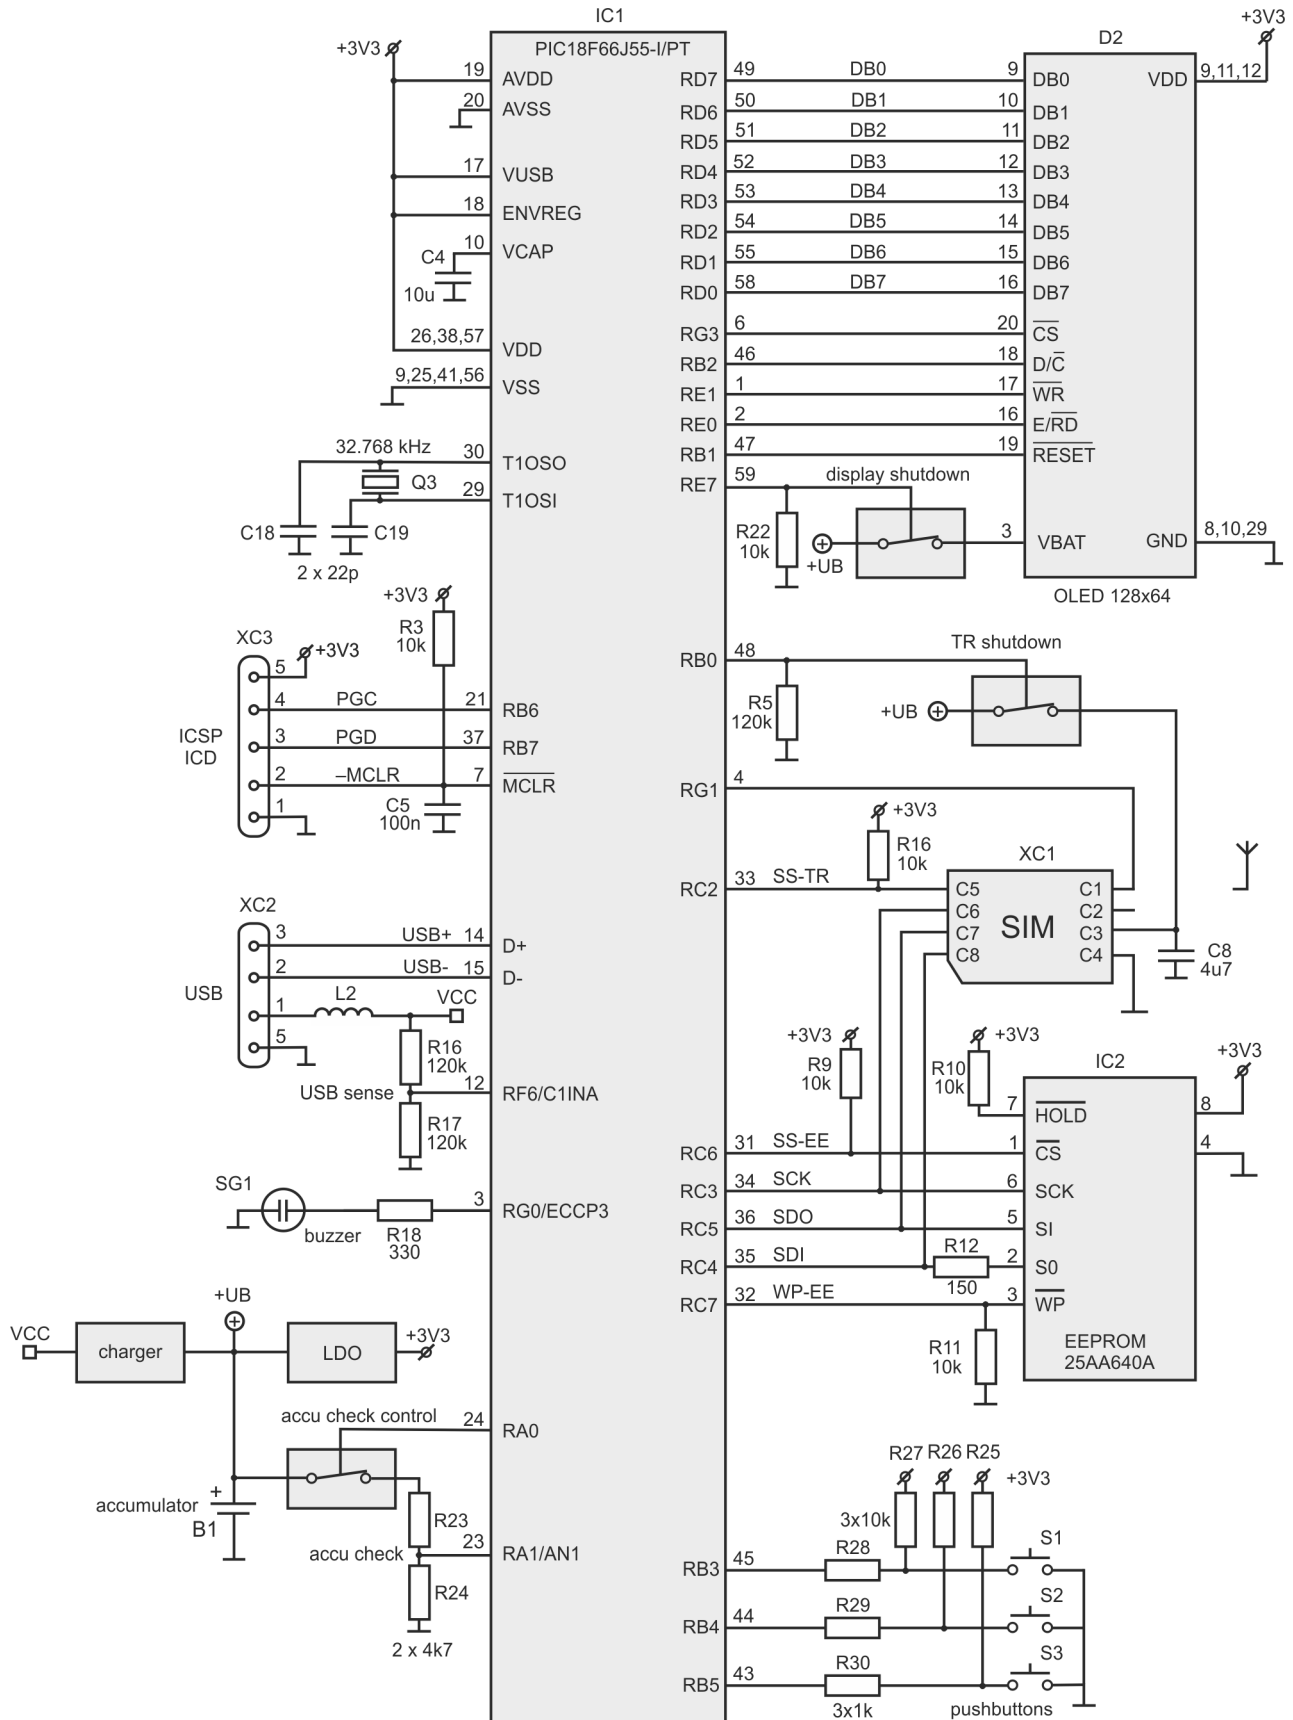 IC1
PIC18F66J55-I/PT
+3V3
19 AVDD
20 AVSS
17 VUSB
18 ENVREG
10 VCAP
C4
10u
26,38,57 VDD
9,25,41,56 VSS
32.768 kHz
30 T1OSO
Q3
29 T1OSI
C18
C19
2 x 22p
+3V3
R3
10k
XC3
+3V3
5
4 PGC 21 RB6
ICSP
ICD
3 PGD 37 RB7
2 –MCLR 7 MCLR
1
C5
100n
XC2
3 USB+ 14 D+
2 USB- 15 D-
USB
1 L2 VCC
5
R16
120k
USB sense 12 RF6/C1INA
R17
120k
SG1
buzzer
R18
330
3 RG0/ECCP3
+UB
VCC
charger
LDO
+3V3
accu check control 24 RA0
+
accumulator
B1
R23
accu check 23 RA1/AN1
R24
2 x 4k7
D2
+3V3
RD7 49 DB0 9 DB0
VDD 9,11,12
RD6 50 DB1 10 DB1
RD5 51 DB2 11 DB2
RD4 52 DB3 12 DB3
RD3 53 DB4 13 DB4
RD2 54 DB5 14 DB5
RD1 55 DB6 15 DB6
RD0 58 DB7 16 DB7
RG3 6 20 CS
RB2 46 18 D/C
RE1 1 17 WR
RE0 2 16 E/RD
RB1 47 19 RESET
RE7 59 display shutdown
R22
10k
+UB
3 VBAT
GND 8,10,29
OLED 128x64
RB0 48 TR shutdown
R5
120k
+UB
RG1 4
+3V3
R16
10k
XC1
RC2 33 SS-TR C5 C1
C6 C2
SIM
C7 C3
C8 C4
C8
4u7
+3V3
R9
10k
+3V3
R10
10k
IC2
+3V3
7 HOLD 8
RC6 31 SS-EE 1 CS 4
RC3 34 SCK 6 SCK
RC5 36 SDO 5 SI
RC4 35 SDI R12 2 S0
150
RC7 32 WP-EE 3 WP
R11
10k
EEPROM
25AA640A
R27 R26 R25
+3V3
3x10k
RB3 45 R28 S1
RB4 44 R29 S2
RB5 43 R30 S3
3x1k
pushbuttons